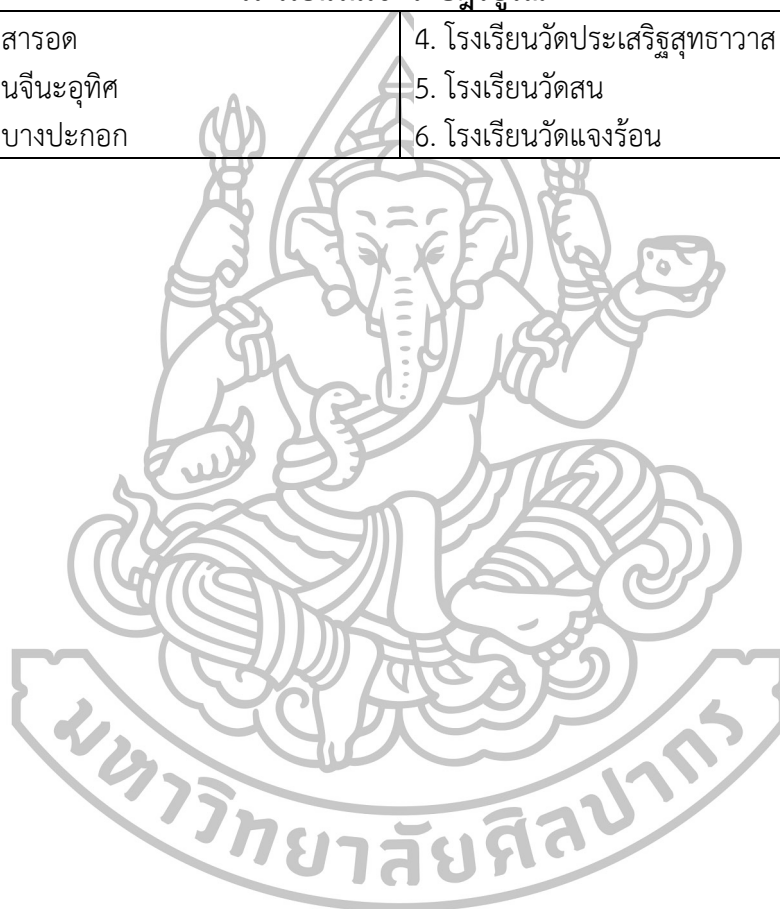 สารอด
4. โรงเรียนวัดประเสริฐสุทธาวาส
นจีนะอุทิศ
5. โรงเรียนวัดสน
บางปะกอก
6. โรงเรียนวัดแจงร้อน
มหาวิทยาลัยศิลปากร